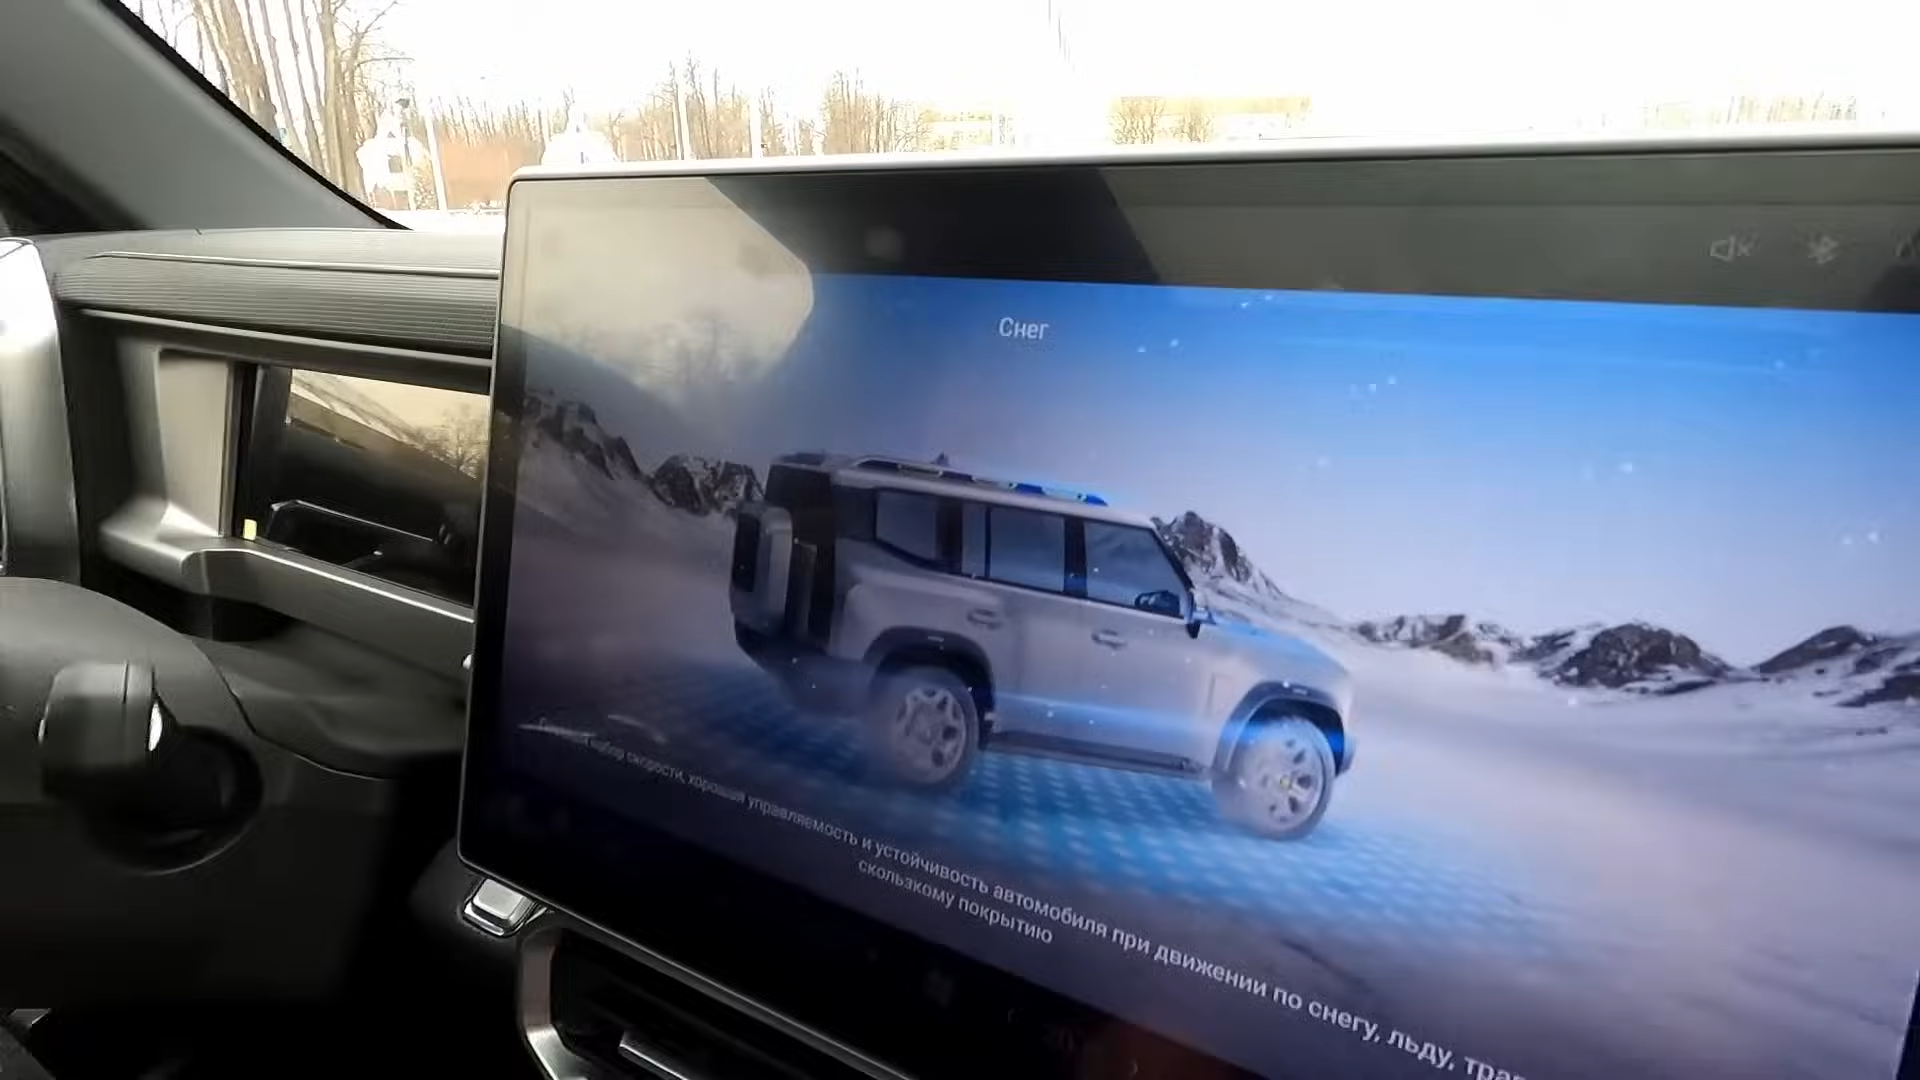 Снег
набор скорости, хорошая управляемость и устойчивость автомобиля при движении по снегу, льду,
скользкому покрытию